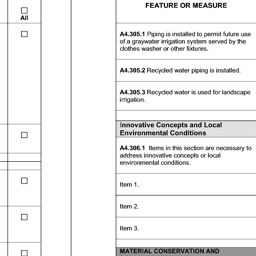 All
FEATURE OR MEASURE
A4.305.1 Piping is installed to permit future use
of a graywater irrigation system served by the
clothes washer or other fixtures.
A4.305.2 Recycled water piping is installed.
A4.305.3 Recycled water is used for landscape
irrigation.
Innovative Concepts and Local
Environmental Conditions
A4.306.1 Items in this section are necessary to
address innovative concepts or local
environmental conditions.
Item 1.
Item 2.
Item 3.
MATERIAL CONSERVATION AND